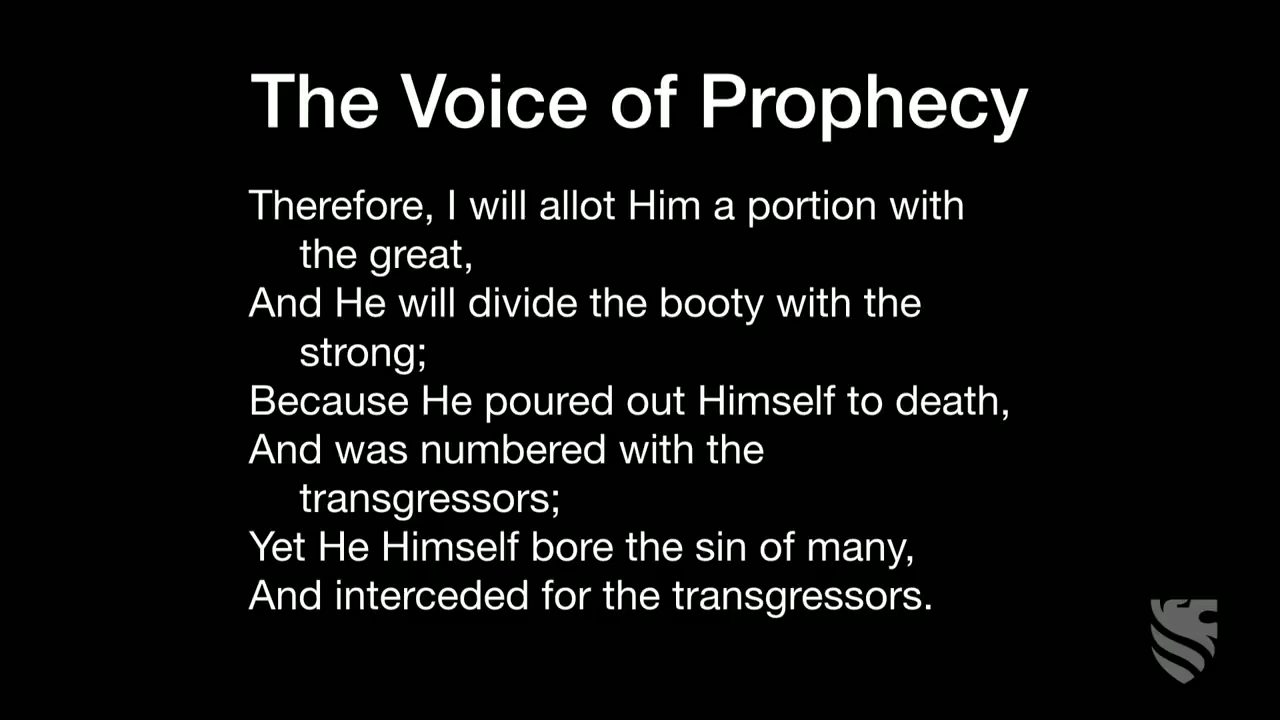 The Voice of Prophecy
Therefore, I will allot Him a portion with
the great,
And He will divide the booty with the
strong;
Because He poured out Himself to death,
And was numbered with the
transgressors;
Yet He Himself bore the sin of many,
And interceded for the transgressors.